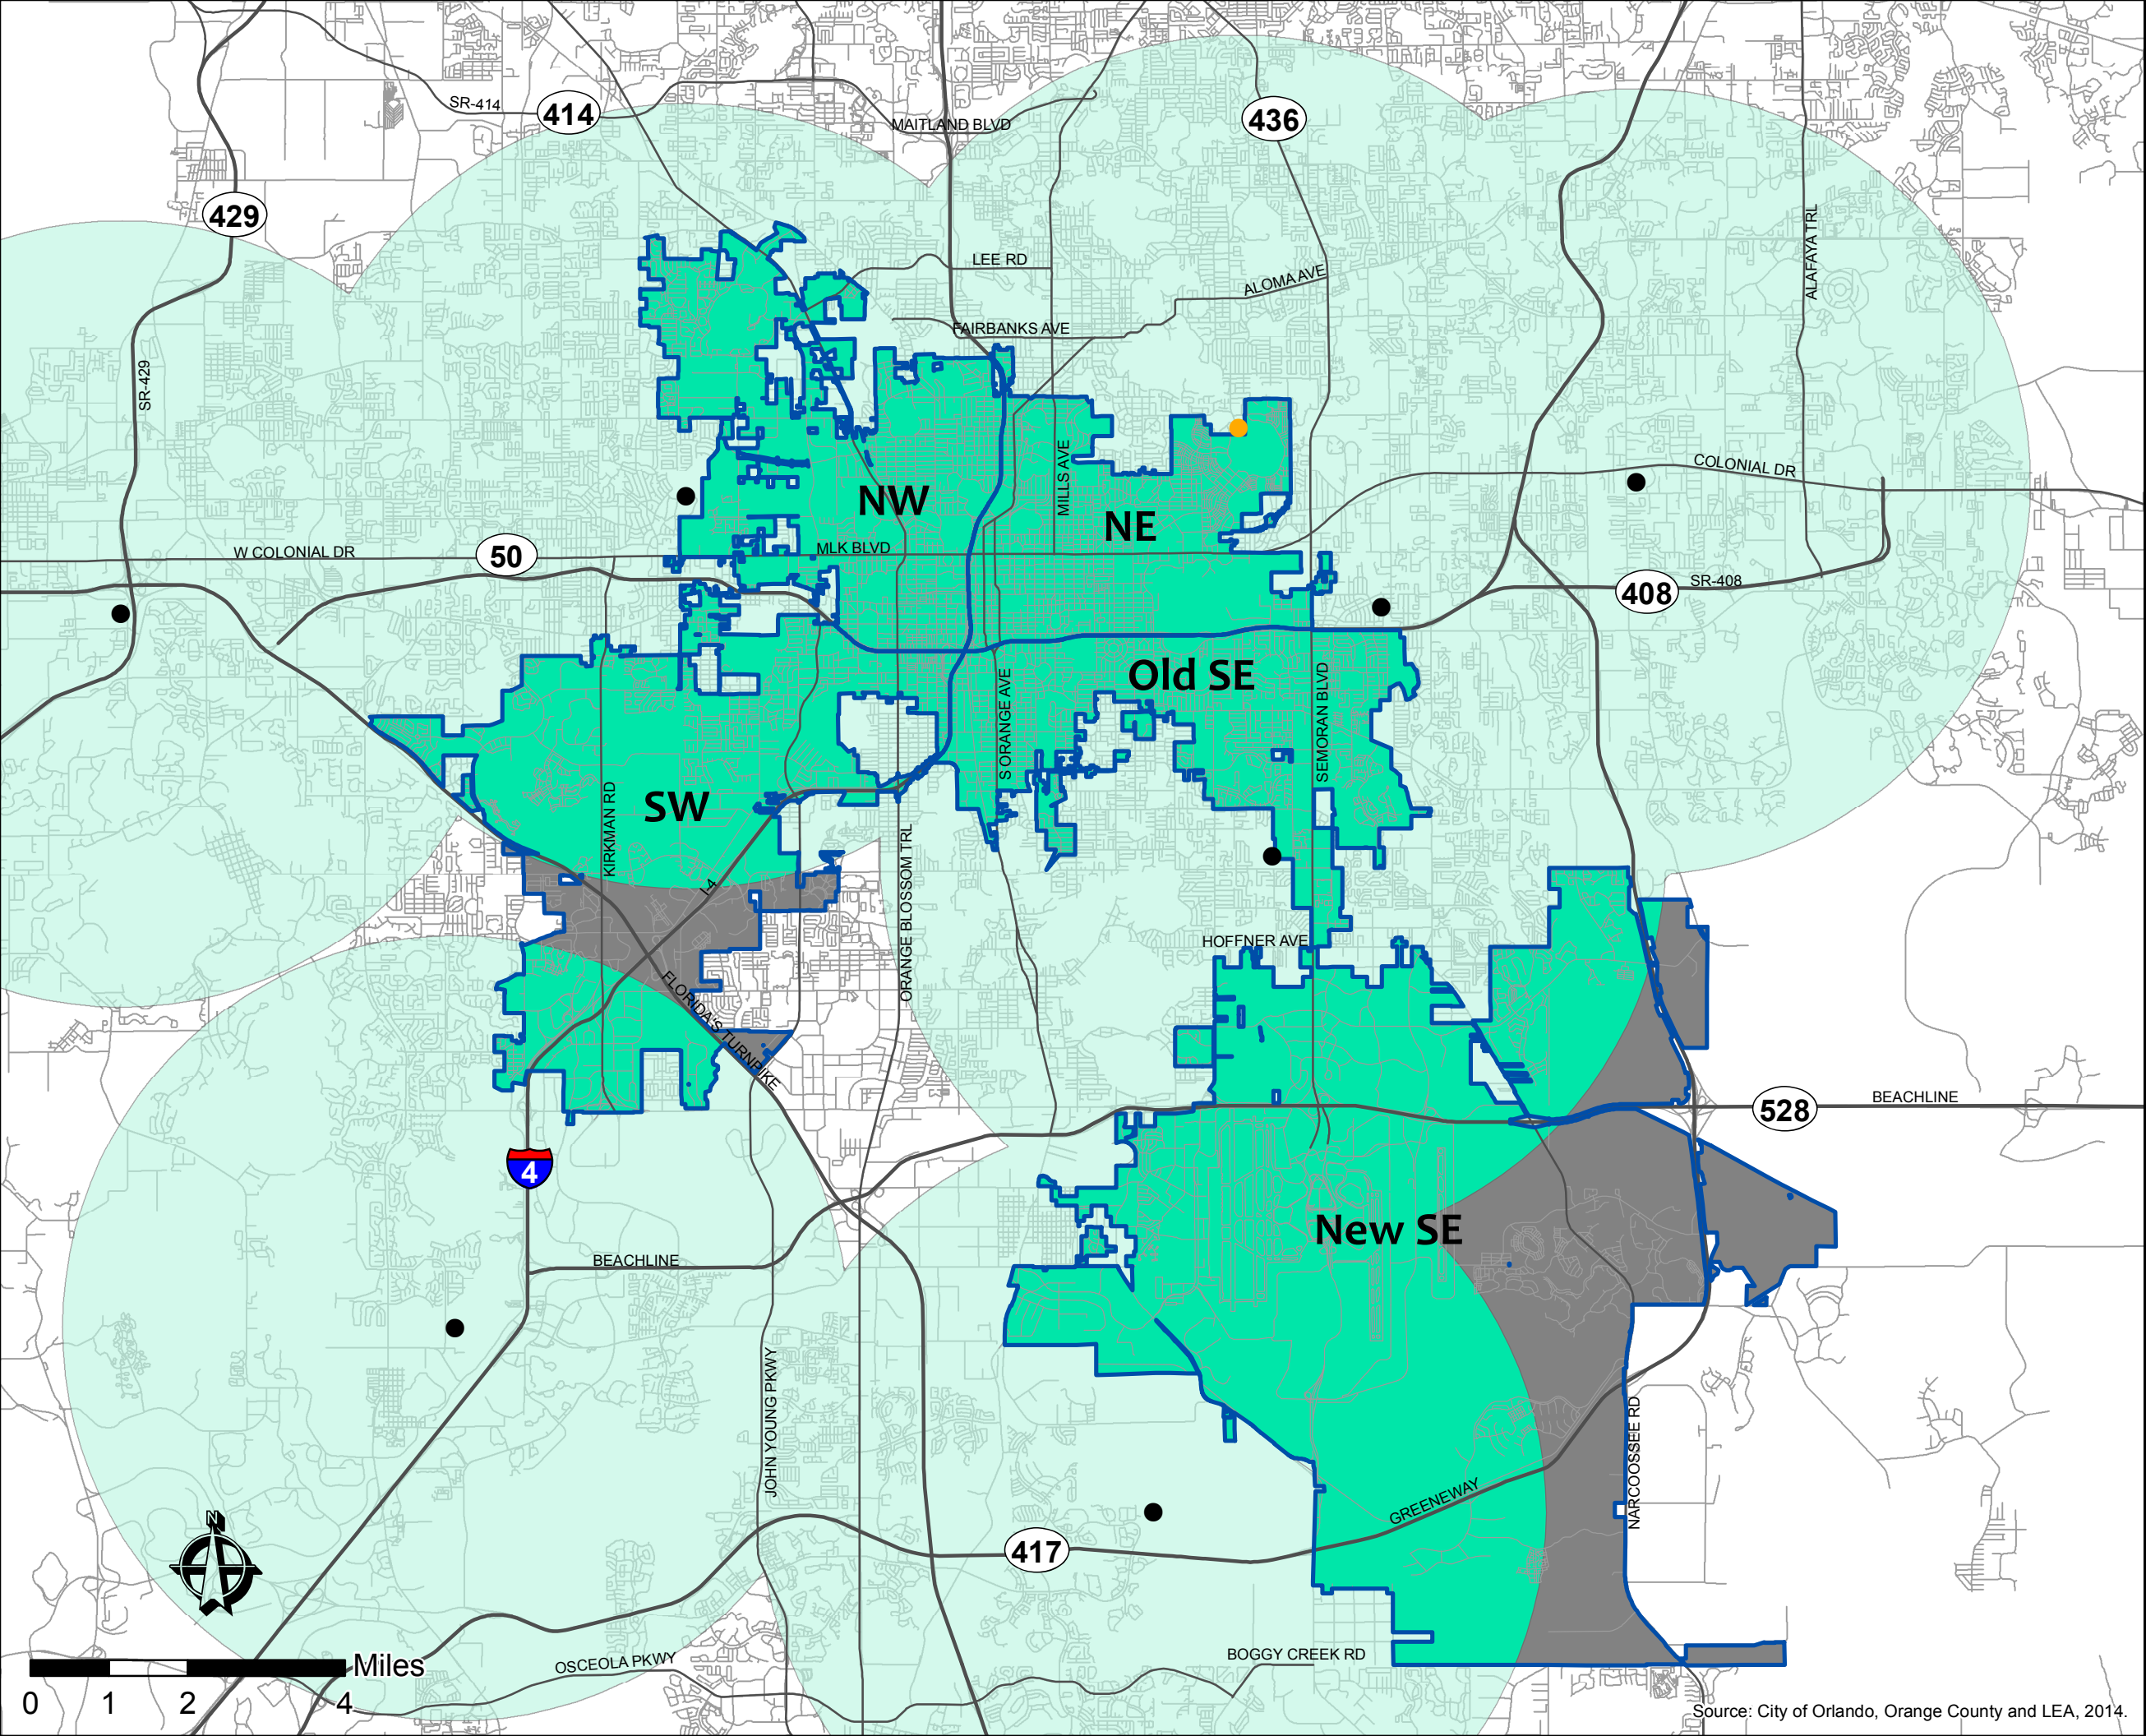 SR-414
414
MAITLAND BLVD
436
429
ALAFAYA TRL
LEE RD
ALOMA AVE
FAIRBANKS AVE
SR-429
MILLS AVE
COLONIAL DR
NW
NE
W COLONIAL DR
50
MLK BLVD
408
SR-408
Old SE
S ORANGE AVE
SEMORAN BLVD
SW
KIRKMAN RD
I-4
ORANGE BLOSSOM TRL
HOFFNER AVE
FLORIDA'S TURNPIKE
528
BEACHLINE
4
New SE
BEACHLINE
JOHN YOUNG PKWY
NARCOOSSEE RD
GREENEWAY
N
417
OSCEOLA PKWY
BOGGY CREEK RD
Miles
0 1 2 4
Source: City of Orlando, Orange County and LEA, 2014.